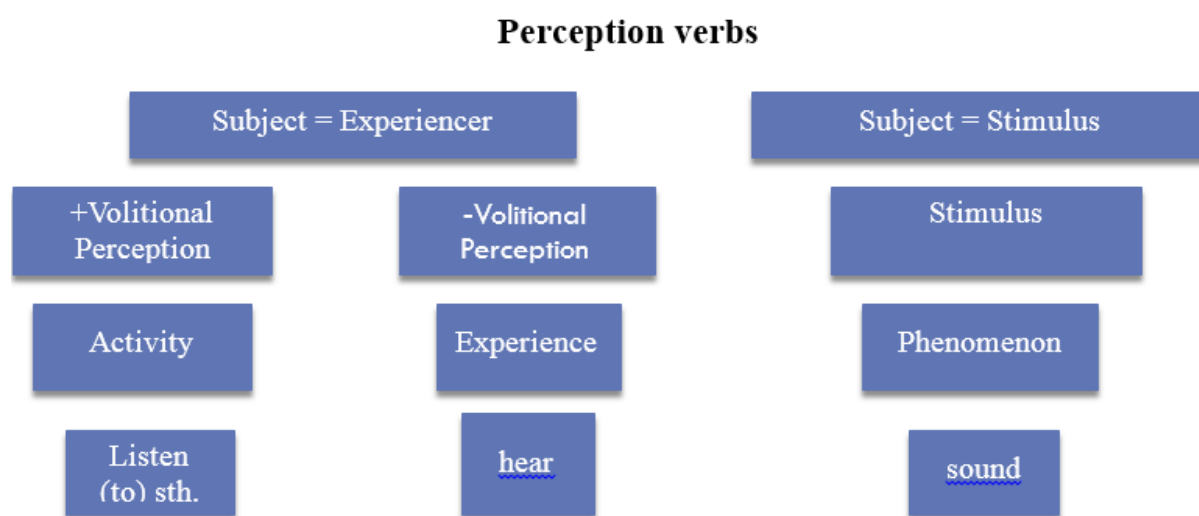 Perception verbs
Subject = Experiencer
Subject = Stimulus
+Volitional
Perception
-Volitional
Perception
Stimulus
Activity
Experience
Phenomenon
Listen
(to) sth.
hear
sound